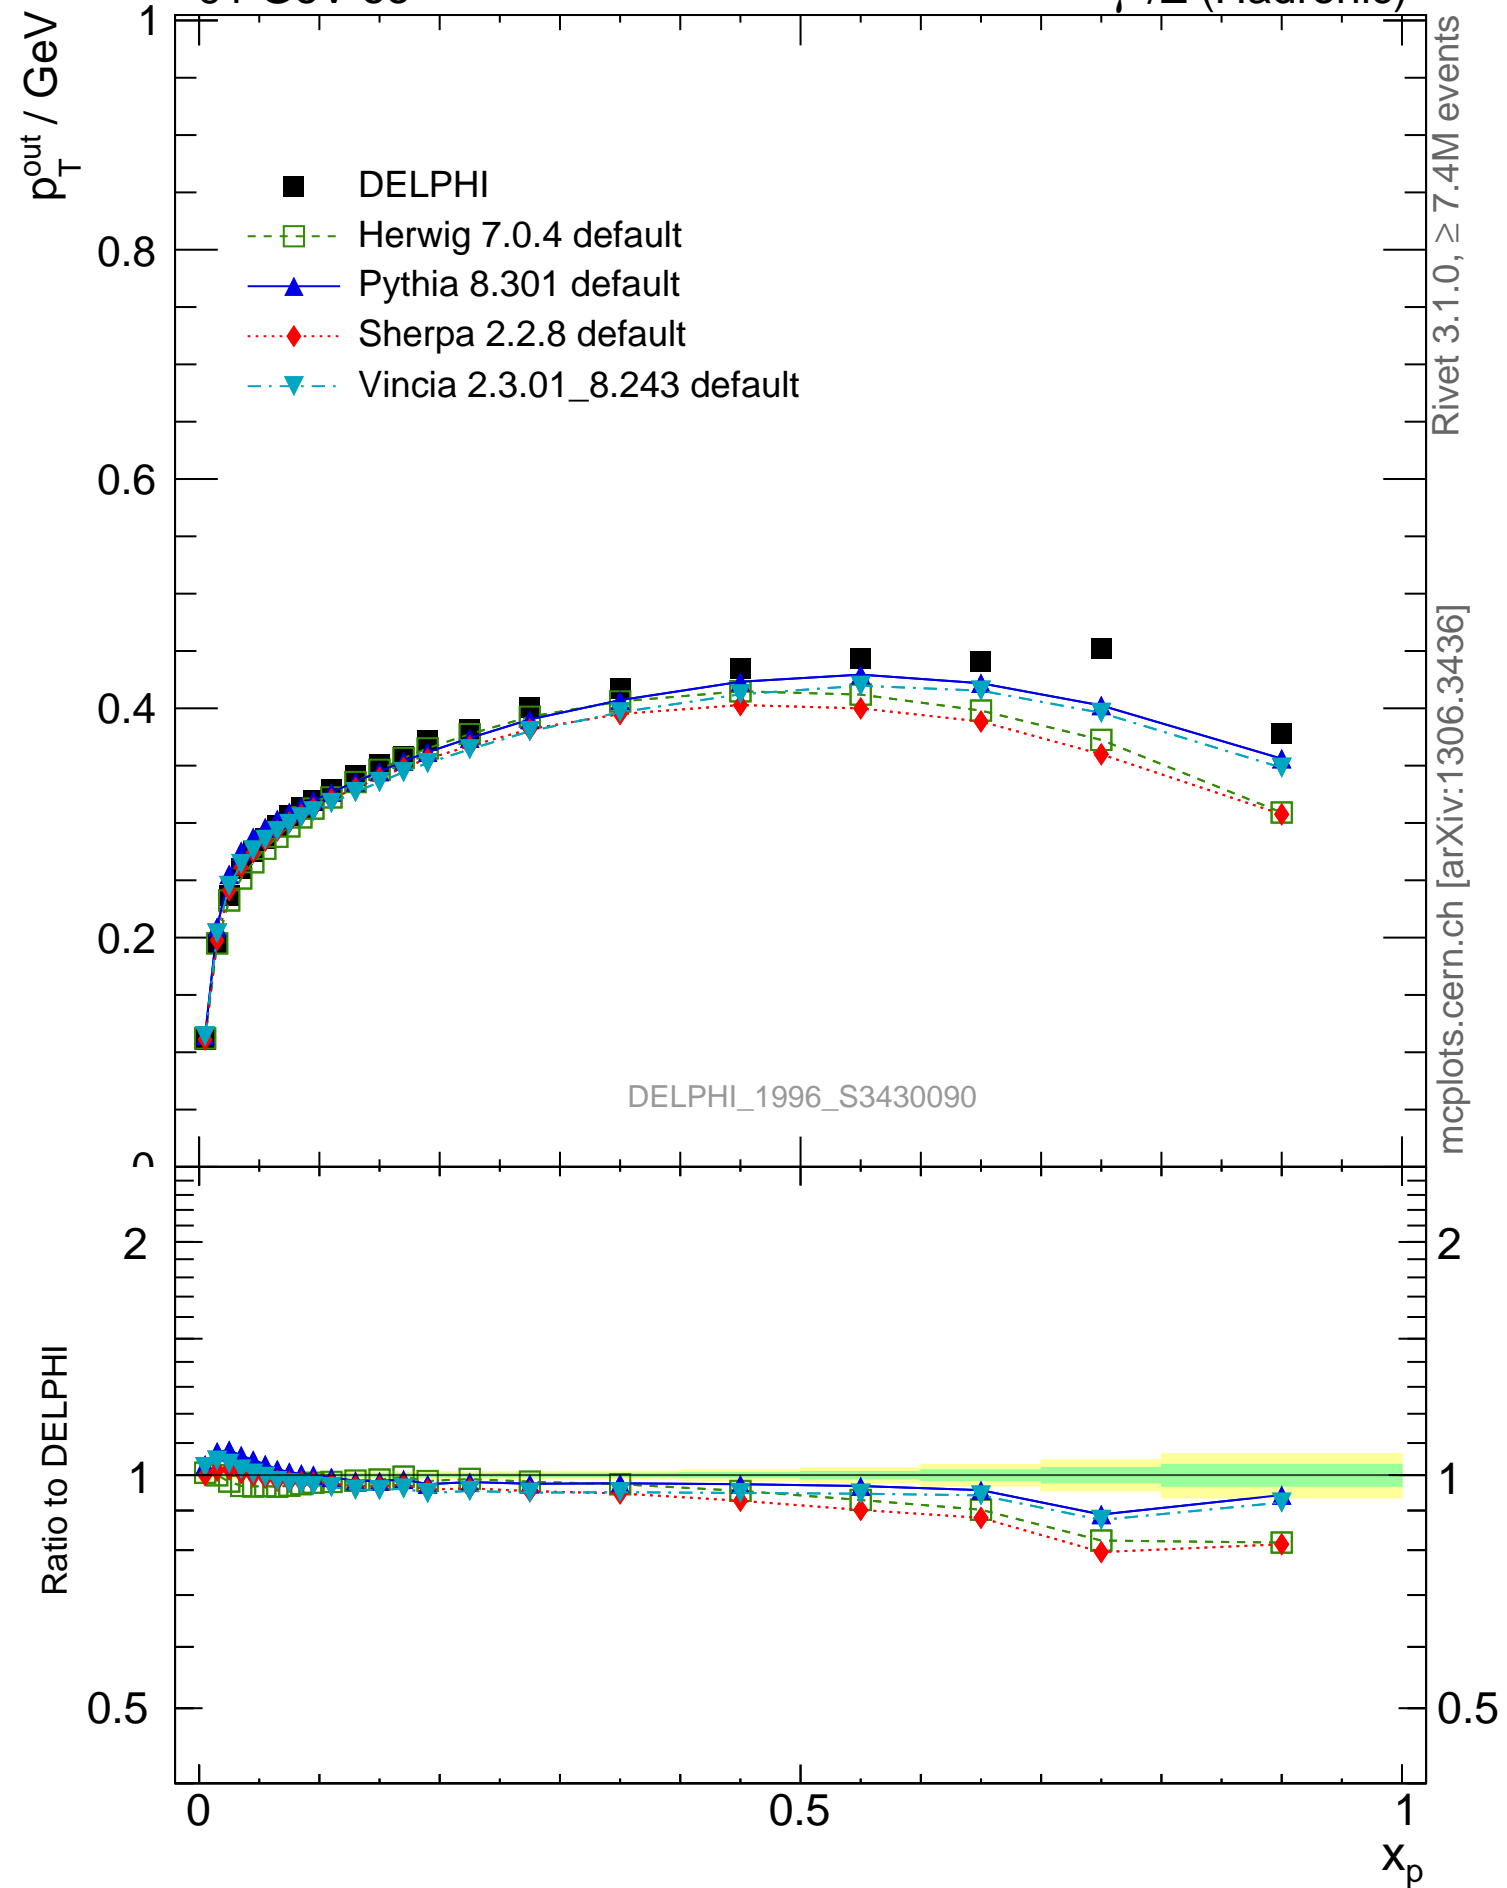 (Hadronic)
p_T^out / GeV
1
0.8
0.6
0.4
0.2
0
DELPHI
Herwig 7.0.4 default
Pythia 8.301 default
Sherpa 2.2.8 default
Vincia 2.3.01_8.243 default
DELPHI_1996_S3430090
Rivet 3.1.0, ≥ 7.4M events
mcplots.cern.ch [arXiv:1306.3436]
Ratio to DELPHI
2
1
0.5
2
1
0.5
0
0.5
1
x_p